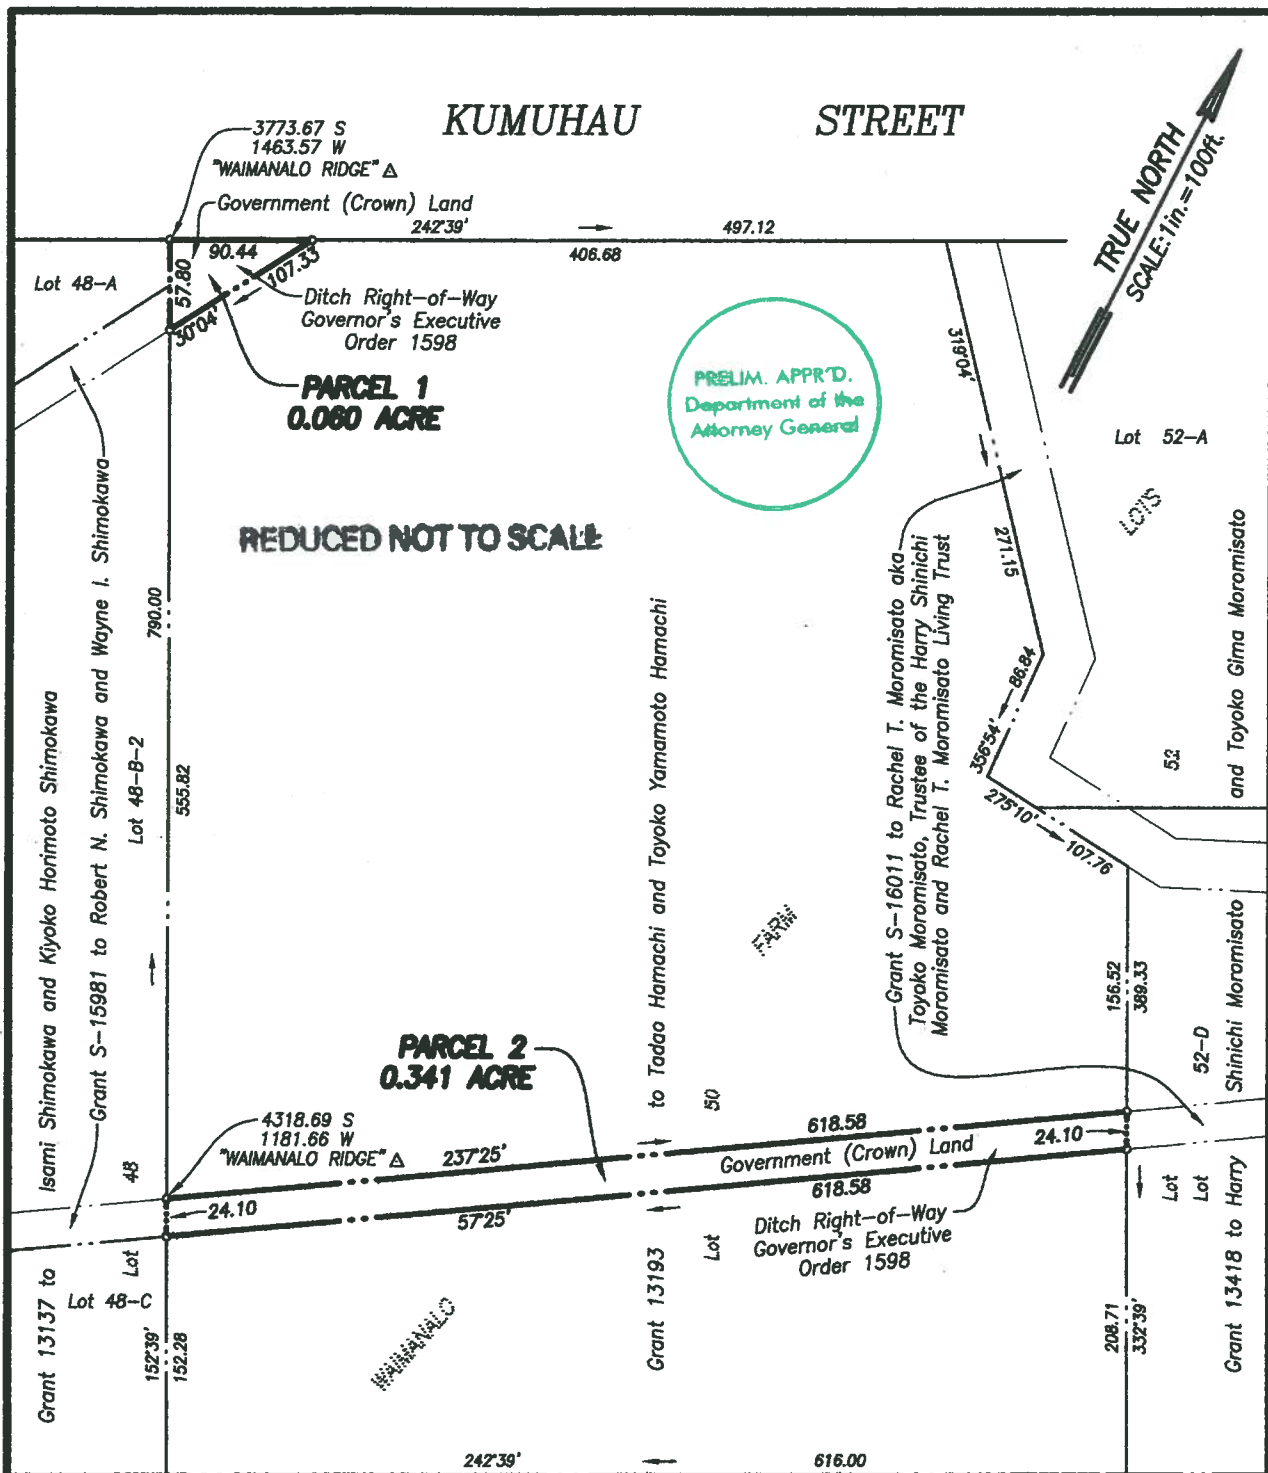 KUMUHAU STREET
3773.67 S
1463.57 W
"WAIMANALO RIDGE" Δ
Government (Crown) Land
242°39'
497.12
90.44
406.68
57.80
107.33
30°04'
Lot 48-A
Ditch Right-of-Way
Governor's Executive
Order 1598
PARCEL 1
0.060 ACRE
TRUE NORTH
SCALE: 1in.=100ft.
PRELIM. APPR'D.
Department of the
Attorney General
319°04'
271.15
Lot 52-A
LOTS
REDUCED NOT TO SCALE
86.84
356°54'
275°10'
107.76
790.00
555.82
Lot 48-B-2
Isami Shimokawa and Kiyoko Horimoto Shimokawa
Grant S-15981 to Robert N. Shimokawa and Wayne I. Shimokawa
to Tadao Hamachi and Toyoko Yamamoto Hamachi
Grant S-16011 to Rachel T. Moromisato aka
Toyoko Moromisato, Trustee of the Harry Shinichi
Moromisato and Rachel T. Moromisato Living Trust
52
and Toyoko Gima Moromisato
FARM
156.52
389.33
52-D
Shinichi Moromisato
PARCEL 2
0.341 ACRE
4318.69 S
1181.66 W
"WAIMANALO RIDGE" Δ
237°25'
618.58
24.10
Government (Crown) Land
24.10
57°25'
618.58
Ditch Right-of-Way
Governor's Executive
Order 1598
48
Lot
50
Lot
Lot
Lot
Grant 13137 to
Lot 48-C
152°39'
152.28
WAIMANALO
Grant 13193
208.71
332°39'
Grant 13418 to Harry
242°39'
616.00